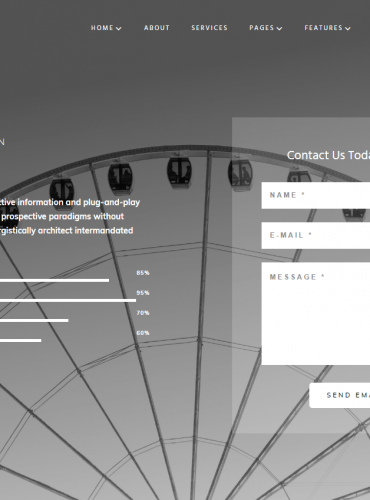 HOME ABOUT SERVICES PAGES FEATURES
N
ctive information and plug-and-play
prospective paradigms without
rgistically architect intermandated
85%
95%
70%
60%
Contact Us Toda
NAME *
E-MAIL *
MESSAGE *
SEND EMA